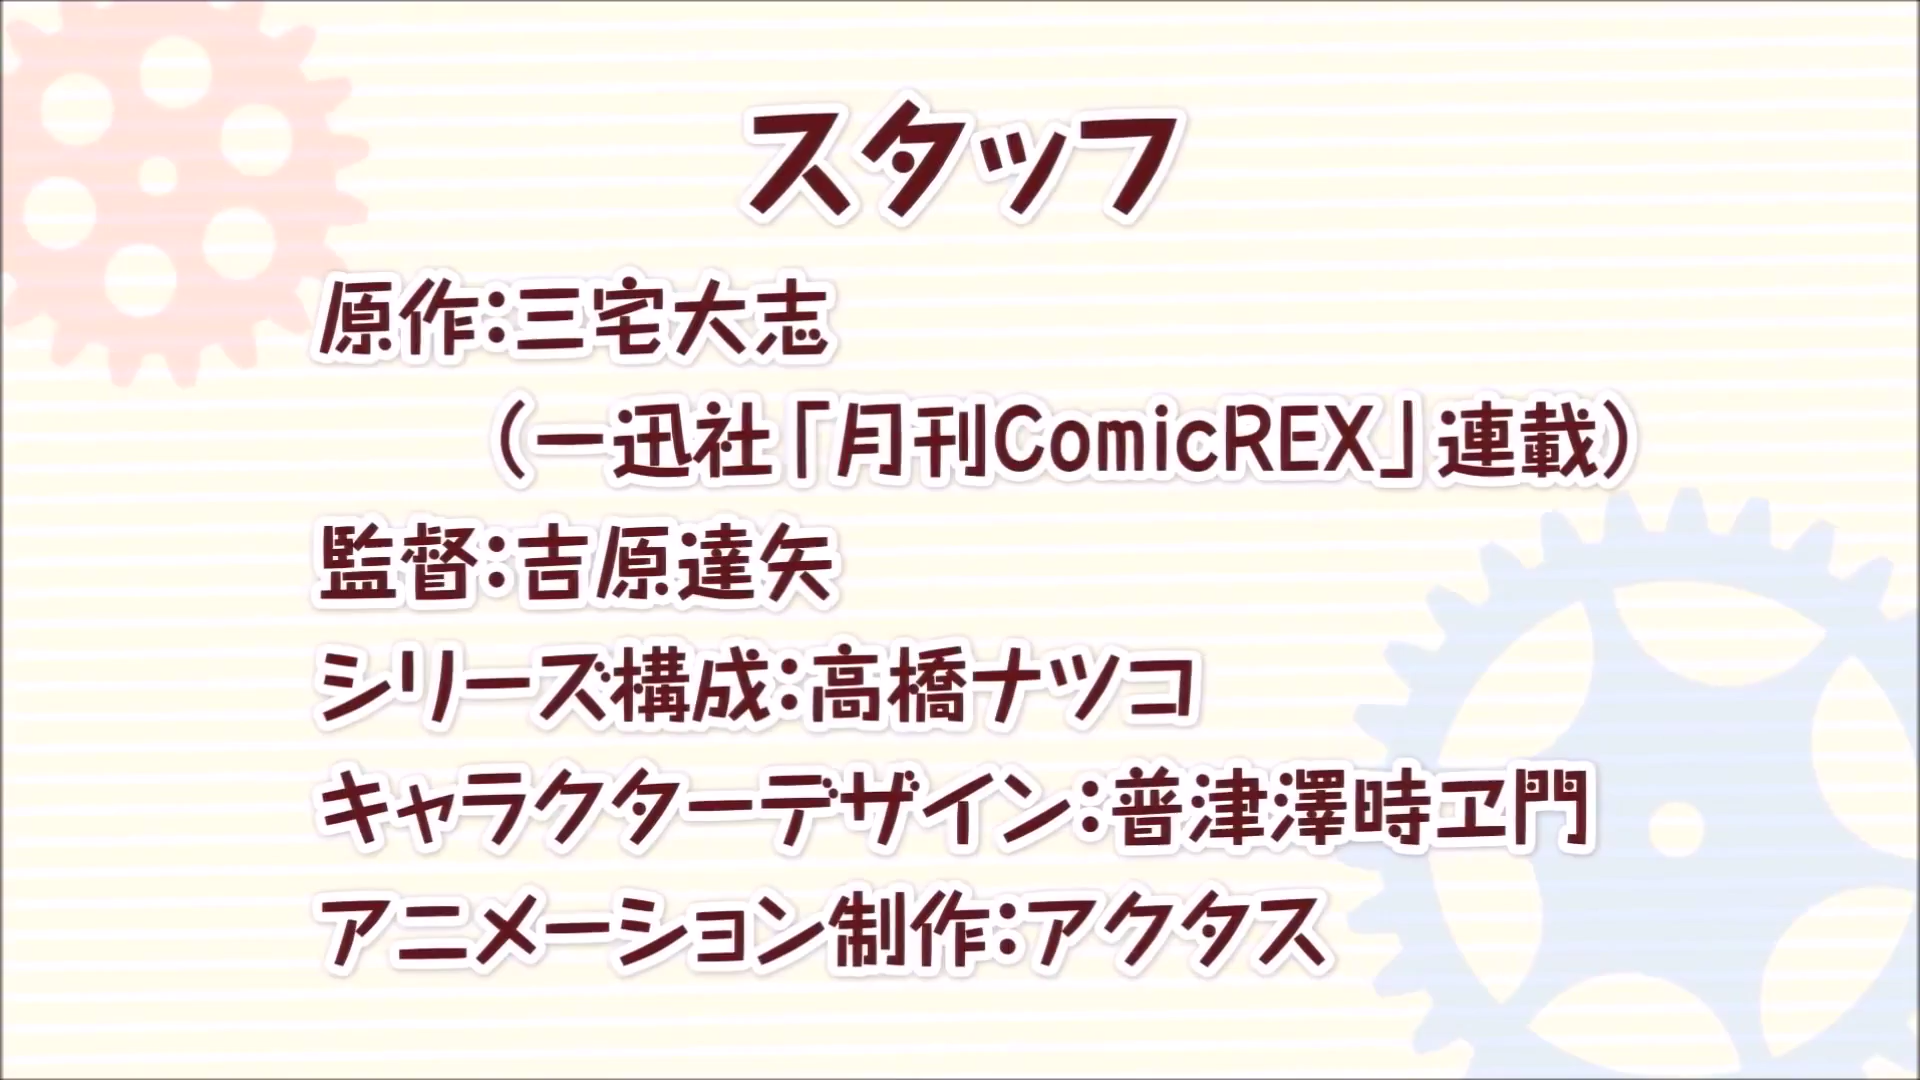 スタッフ
原作：三宅大志
（一迅社「月刊ComicREX」連載）
監督：吉原達矢
シリーズ構成：高橋ナツコ
キャラクターデザイン：普津澤時ヱ門
アニメーション制作：アクタス